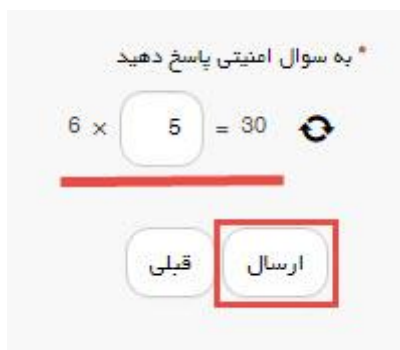 * به سوال امنیتی پاسخ دهید
6 × 5 = 30
ارسال قبلی